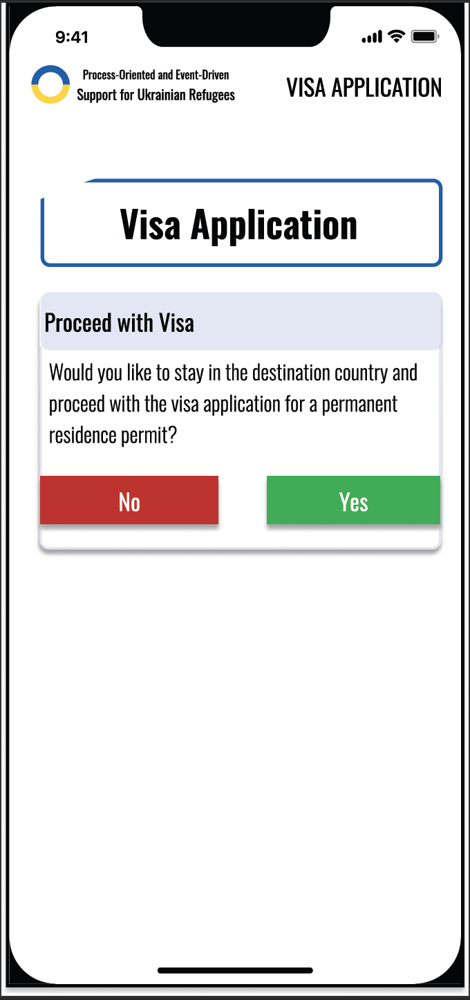 9:41
Process-Oriented and Event-Driven
Support for Ukrainian Refugees
VISA APPLICATION
Visa Application
Proceed with Visa
Would you like to stay in the destination country and
proceed with the visa application for a permanent
residence permit?
No
Yes